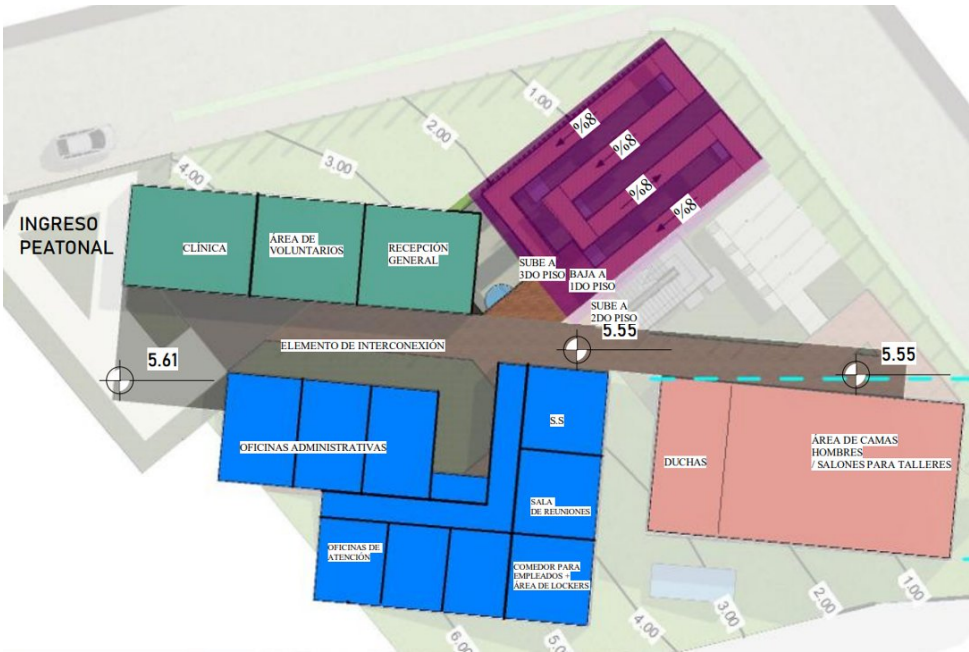 1.00
2.00
3.00
4.00
%8
%8
%8
%8
INGRESO
PEATONAL
CLÍNICA
ÁREA DE
VOLUNTARIOS
RECEPCIÓN
GENERAL
SUBE A
3DO PISO
BAJA A
1DO PISO
SUBE A
2DO PISO
5.55
5.61
ELEMENTO DE INTERCONEXIÓN
5.55
OFICINAS ADMINISTRATIVAS
S.S
DUCHAS
ÁREA DE CAMAS
HOMBRES
/ SALONES PARA TALLERES
SALA
DE REUNIONES
OFICINAS DE
ATENCIÓN
COMEDOR PARA
EMPLEADOS +
ÁREA DE LOCKERS
1.00
2.00
3.00
4.00
5.00
6.00